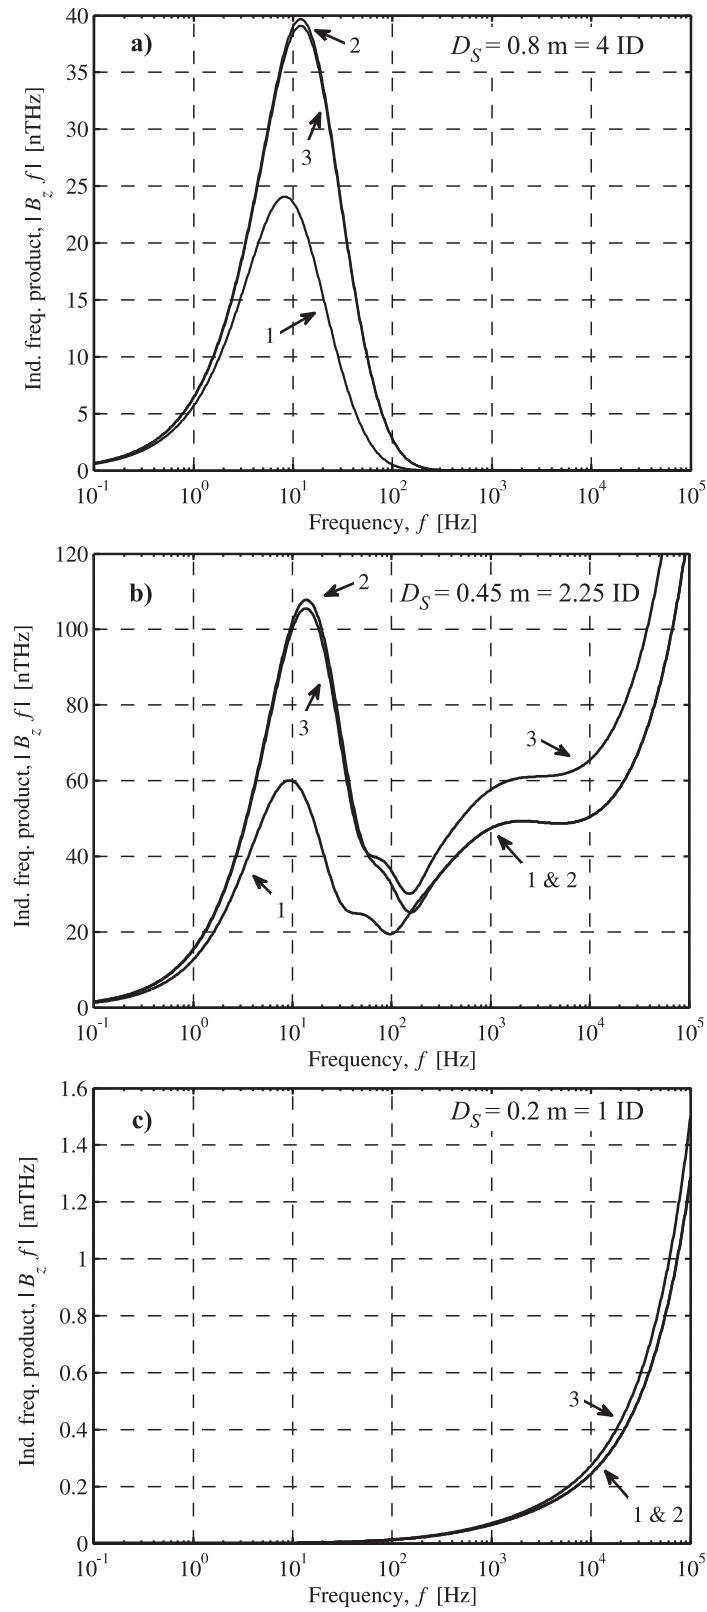 a)
D_S = 0.8 m = 4 ID
2
3
1
Ind. freq. product, | B_z f | [nTHz]
40
35
30
25
20
15
10
5
0
10^-1 10^0 10^1 10^2 10^3 10^4 10^5
Frequency, f [Hz]
b)
D_S = 0.45 m = 2.25 ID
2
3
3
1 & 2
1
Ind. freq. product, | B_z f | [nTHz]
120
100
80
60
40
20
0
10^-1 10^0 10^1 10^2 10^3 10^4 10^5
Frequency, f [Hz]
c)
D_S = 0.2 m = 1 ID
3
1 & 2
Ind. freq. product, | B_z f | [mTHz]
1.6
1.4
1.2
1
0.8
0.6
0.4
0.2
0
10^-1 10^0 10^1 10^2 10^3 10^4 10^5
Frequency, f [Hz]